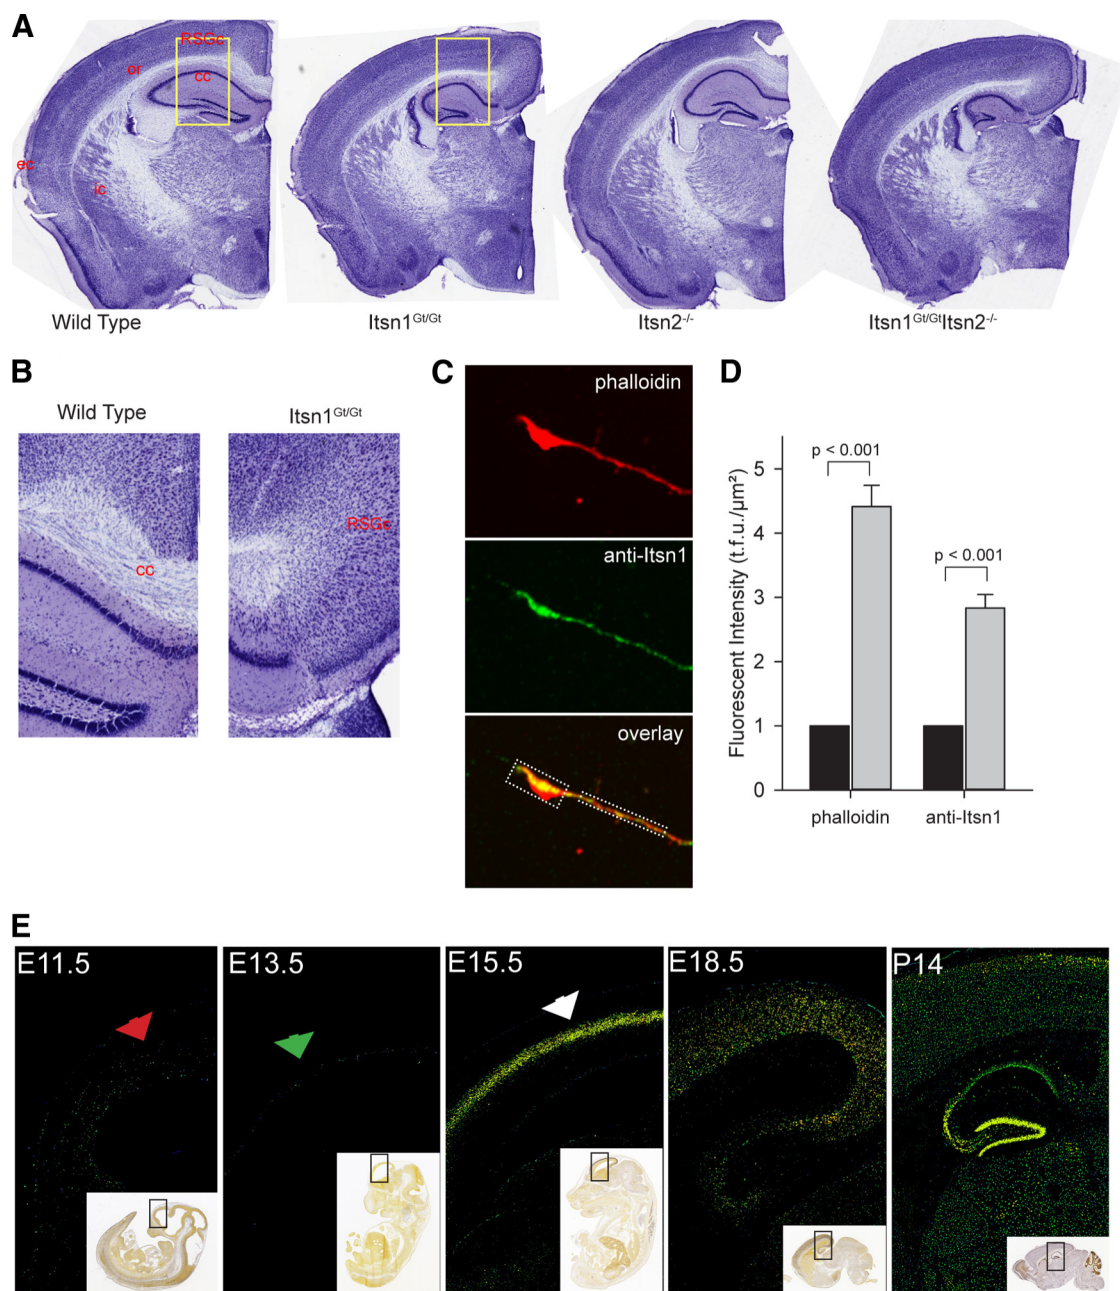 A
RSGc
or
cc
ec
ic
Wild Type
Itsn1Gt/Gt
Itsn2-/-
Itsn1Gt/GtItsn2-/-
B
Wild Type
Itsn1Gt/Gt
cc
RSGc
C
phalloidin
anti-Itsn1
overlay
D
Fluorescent Intensity (t.f.u./μm²)
5
4
3
2
1
0
p < 0.001
p < 0.001
phalloidin
anti-Itsn1
E
E11.5
E13.5
E15.5
E18.5
P14